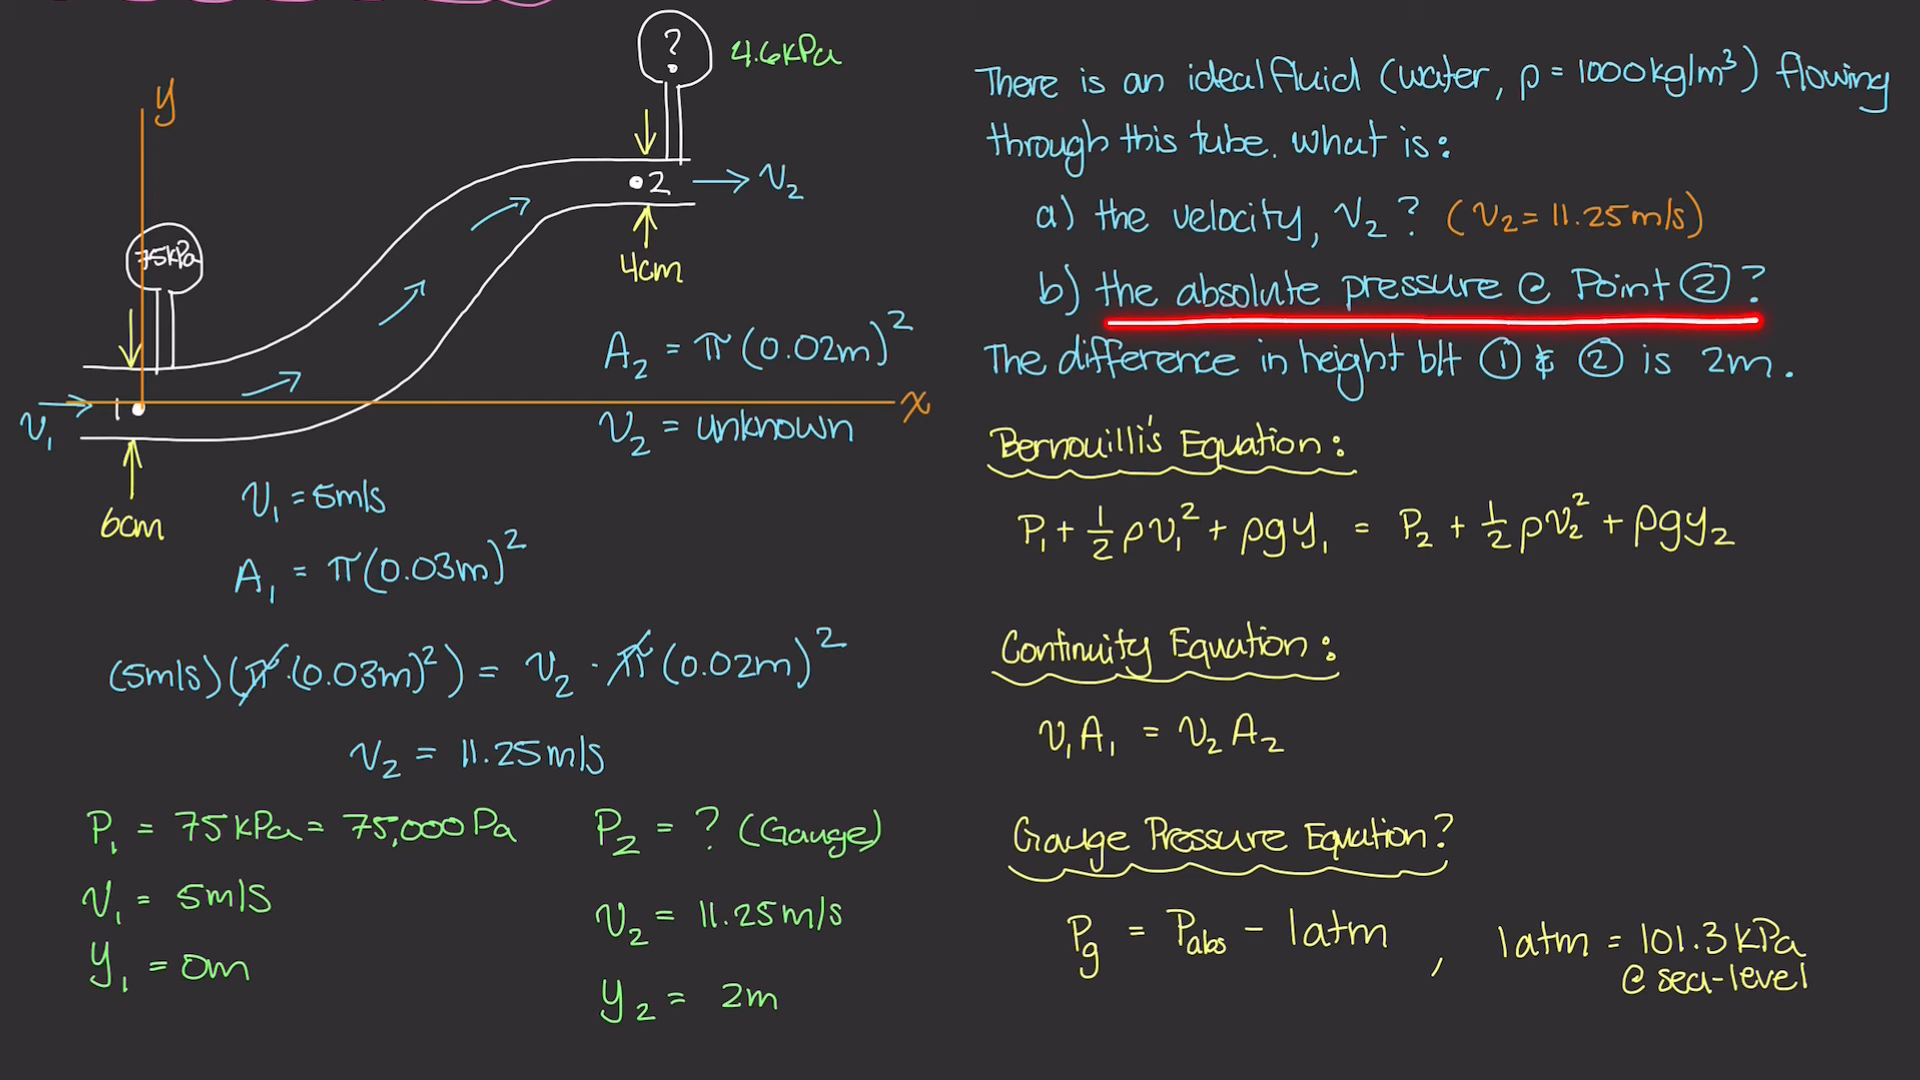 ?
4.6kPa
y
75kPa
v₂
•2
4cm
1•
v₁
x
6cm
A₂ = π(0.02m)²
v₂ = unknown
v₁ = 5m/s
A₁ = π(0.03m)²
(5m/s)(π·(0.03m)²) = v₂ · π(0.02m)²
v₂ = 11.25m/s
P₁ = 75kPa = 75,000Pa
v₁ = 5m/s
y₁ = 0m
P₂ = ? (Gauge)
v₂ = 11.25m/s
y₂ = 2m
There is an ideal fluid (water, ρ = 1000kg/m³) flowing
through this tube. What is:
a) the velocity, v₂? (v₂ = 11.25m/s)
b) the absolute pressure @ Point ②?
The difference in height b/t ① & ② is 2m.
Bernouilli's Equation:
P₁ + ½ρv₁² + ρgy₁ = P₂ + ½ρv₂² + ρgy₂
Continuity Equation:
v₁A₁ = v₂A₂
Gauge Pressure Equation?
Pg = Pabs - 1atm , 1atm = 101.3kPa
@ sea-level